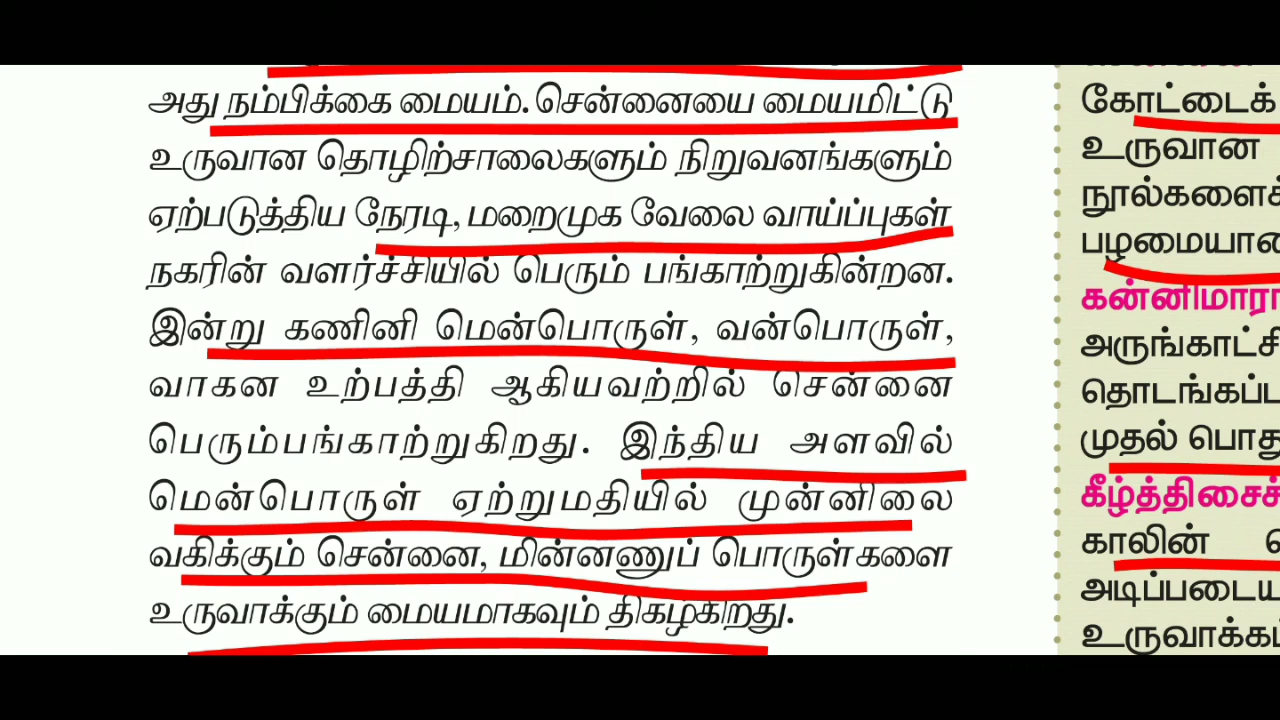 அது நம்பிக்கை மையம். சென்னையை மையமிட்டு
உருவான தொழிற்சாலைகளும் நிறுவனங்களும்
ஏற்படுத்திய நேரடி, மறைமுக வேலை வாய்ப்புகள்
நகரின் வளர்ச்சியில் பெரும் பங்காற்றுகின்றன.
இன்று கணினி மென்பொருள், வன்பொருள்,
வாகன உற்பத்தி ஆகியவற்றில் சென்னை
பெரும்பங்காற்றுகிறது. இந்திய அளவில்
மென்பொருள் ஏற்றுமதியில் முன்னிலை
வகிக்கும் சென்னை, மின்னணுப் பொருள்களை
உருவாக்கும் மையமாகவும் திகழ்கிறது.
கோட்டைக்
உருவான
நூல்களைச்
பழமையான
கன்னிமாரா
அருங்காட்சி
தொடங்கப்ப
முதல் பொது
கீழ்த்திசைச்
காலின்
அடிப்படைய
உருவாக்கப்